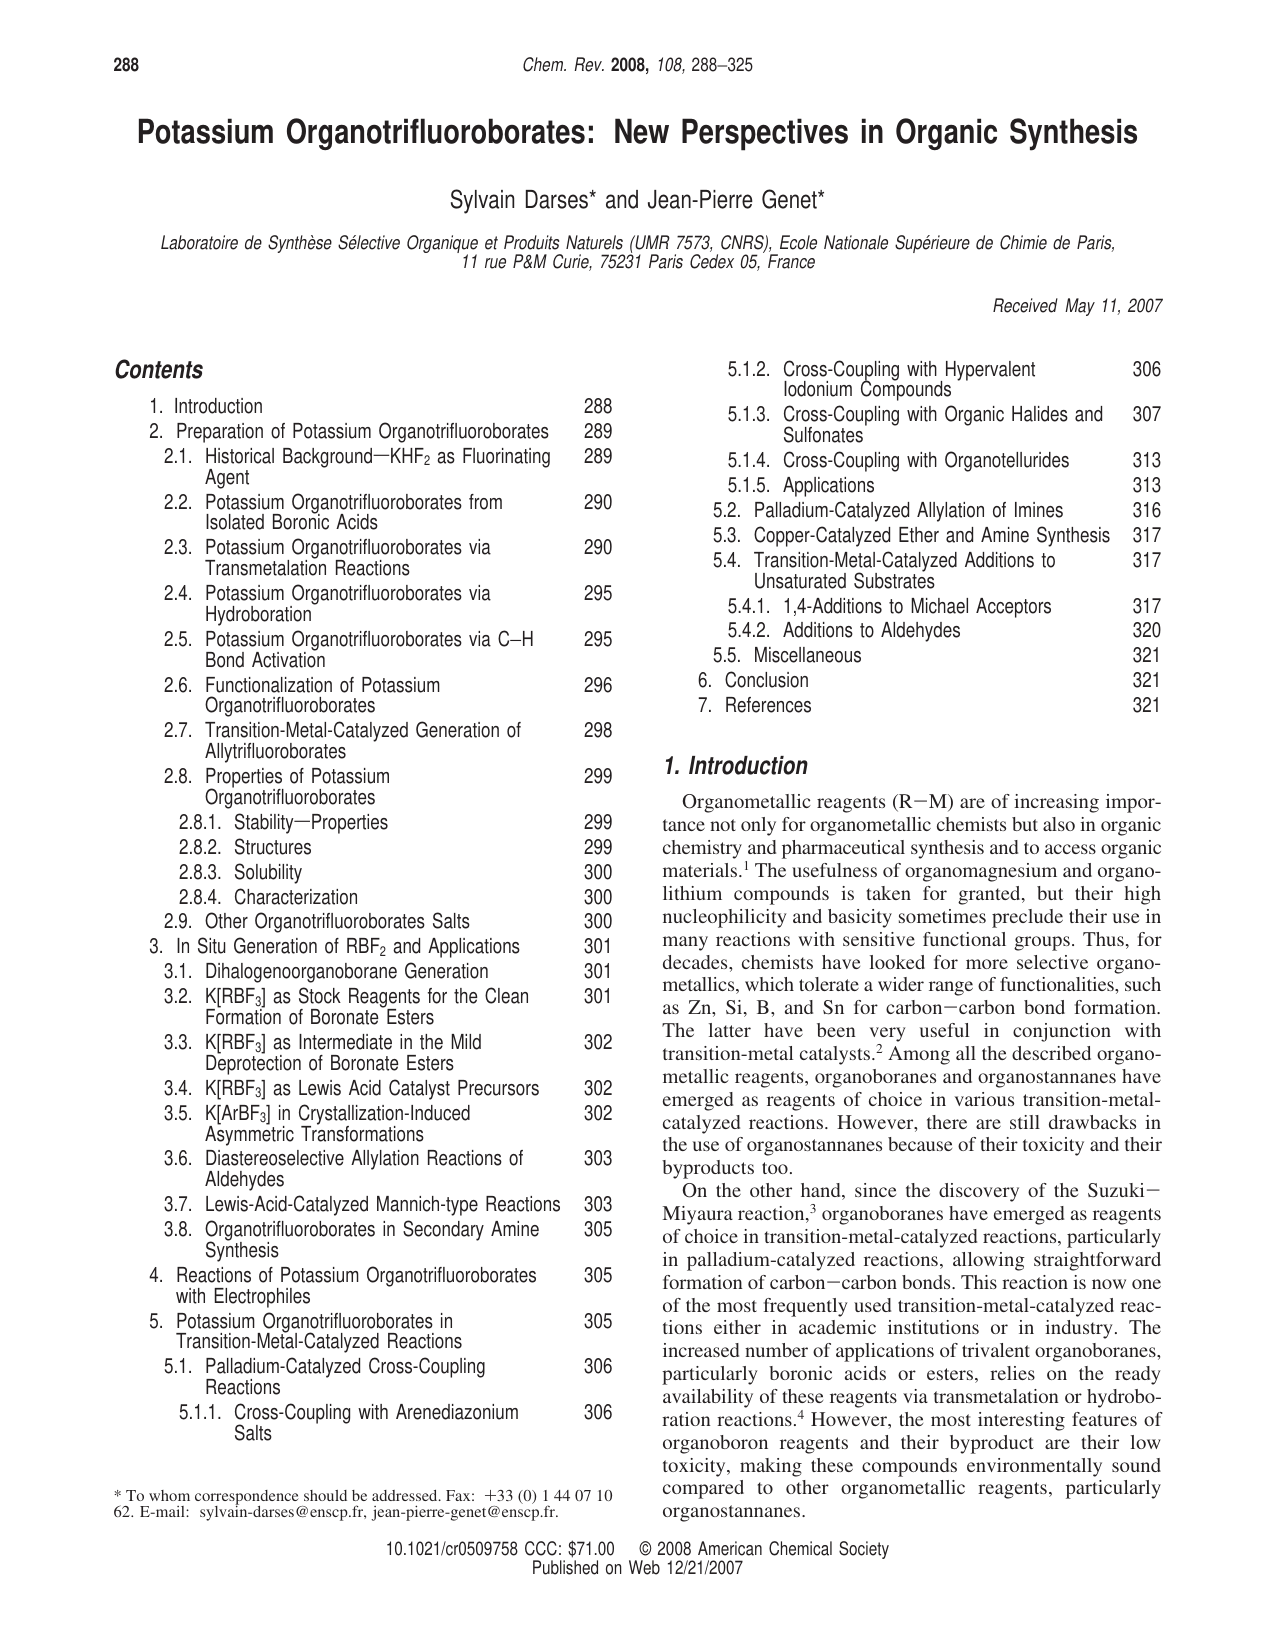 288
Chem. Rev. 2008, 108, 288−325
Potassium Organotrifluoroborates: New Perspectives in Organic Synthesis
Sylvain Darses* and Jean-Pierre Genet*
Laboratoire de Synthèse Sélective Organique et Produits Naturels (UMR 7573, CNRS), Ecole Nationale Supérieure de Chimie de Paris,
11 rue P&M Curie, 75231 Paris Cedex 05, France
Received May 11, 2007
Contents
1. Introduction 288
2. Preparation of Potassium Organotrifluoroborates 289
2.1. Historical Background—KHF2 as Fluorinating 289
Agent
2.2. Potassium Organotrifluoroborates from 290
Isolated Boronic Acids
2.3. Potassium Organotrifluoroborates via 290
Transmetalation Reactions
2.4. Potassium Organotrifluoroborates via 295
Hydroboration
2.5. Potassium Organotrifluoroborates via C−H 295
Bond Activation
2.6. Functionalization of Potassium 296
Organotrifluoroborates
2.7. Transition-Metal-Catalyzed Generation of 298
Allytrifluoroborates
2.8. Properties of Potassium 299
Organotrifluoroborates
2.8.1. Stability—Properties 299
2.8.2. Structures 299
2.8.3. Solubility 300
2.8.4. Characterization 300
2.9. Other Organotrifluoroborates Salts 300
3. In Situ Generation of RBF2 and Applications 301
3.1. Dihalogenoorganoborane Generation 301
3.2. K[RBF3] as Stock Reagents for the Clean 301
Formation of Boronate Esters
3.3. K[RBF3] as Intermediate in the Mild 302
Deprotection of Boronate Esters
3.4. K[RBF3] as Lewis Acid Catalyst Precursors 302
3.5. K[ArBF3] in Crystallization-Induced 302
Asymmetric Transformations
3.6. Diastereoselective Allylation Reactions of 303
Aldehydes
3.7. Lewis-Acid-Catalyzed Mannich-type Reactions 303
3.8. Organotrifluoroborates in Secondary Amine 305
Synthesis
4. Reactions of Potassium Organotrifluoroborates 305
with Electrophiles
5. Potassium Organotrifluoroborates in 305
Transition-Metal-Catalyzed Reactions
5.1. Palladium-Catalyzed Cross-Coupling 306
Reactions
5.1.1. Cross-Coupling with Arenediazonium 306
Salts
* To whom correspondence should be addressed. Fax: +33 (0) 1 44 07 10
62. E-mail: sylvain-darses@enscp.fr, jean-pierre-genet@enscp.fr.
5.1.2. Cross-Coupling with Hypervalent 306
Iodonium Compounds
5.1.3. Cross-Coupling with Organic Halides and 307
Sulfonates
5.1.4. Cross-Coupling with Organotellurides 313
5.1.5. Applications 313
5.2. Palladium-Catalyzed Allylation of Imines 316
5.3. Copper-Catalyzed Ether and Amine Synthesis 317
5.4. Transition-Metal-Catalyzed Additions to 317
Unsaturated Substrates
5.4.1. 1,4-Additions to Michael Acceptors 317
5.4.2. Additions to Aldehydes 320
5.5. Miscellaneous 321
6. Conclusion 321
7. References 321
1. Introduction
Organometallic reagents (R−M) are of increasing impor-
tance not only for organometallic chemists but also in organic
chemistry and pharmaceutical synthesis and to access organic
materials.1 The usefulness of organomagnesium and organo-
lithium compounds is taken for granted, but their high
nucleophilicity and basicity sometimes preclude their use in
many reactions with sensitive functional groups. Thus, for
decades, chemists have looked for more selective organo-
metallics, which tolerate a wider range of functionalities, such
as Zn, Si, B, and Sn for carbon−carbon bond formation.
The latter have been very useful in conjunction with
transition-metal catalysts.2 Among all the described organo-
metallic reagents, organoboranes and organostannanes have
emerged as reagents of choice in various transition-metal-
catalyzed reactions. However, there are still drawbacks in
the use of organostannanes because of their toxicity and their
byproducts too.
On the other hand, since the discovery of the Suzuki−
Miyaura reaction,3 organoboranes have emerged as reagents
of choice in transition-metal-catalyzed reactions, particularly
in palladium-catalyzed reactions, allowing straightforward
formation of carbon−carbon bonds. This reaction is now one
of the most frequently used transition-metal-catalyzed reac-
tions either in academic institutions or in industry. The
increased number of applications of trivalent organoboranes,
particularly boronic acids or esters, relies on the ready
availability of these reagents via transmetalation or hydrobo-
ration reactions.4 However, the most interesting features of
organoboron reagents and their byproduct are their low
toxicity, making these compounds environmentally sound
compared to other organometallic reagents, particularly
organostannanes.
10.1021/cr0509758 CCC: $71.00 © 2008 American Chemical Society
Published on Web 12/21/2007